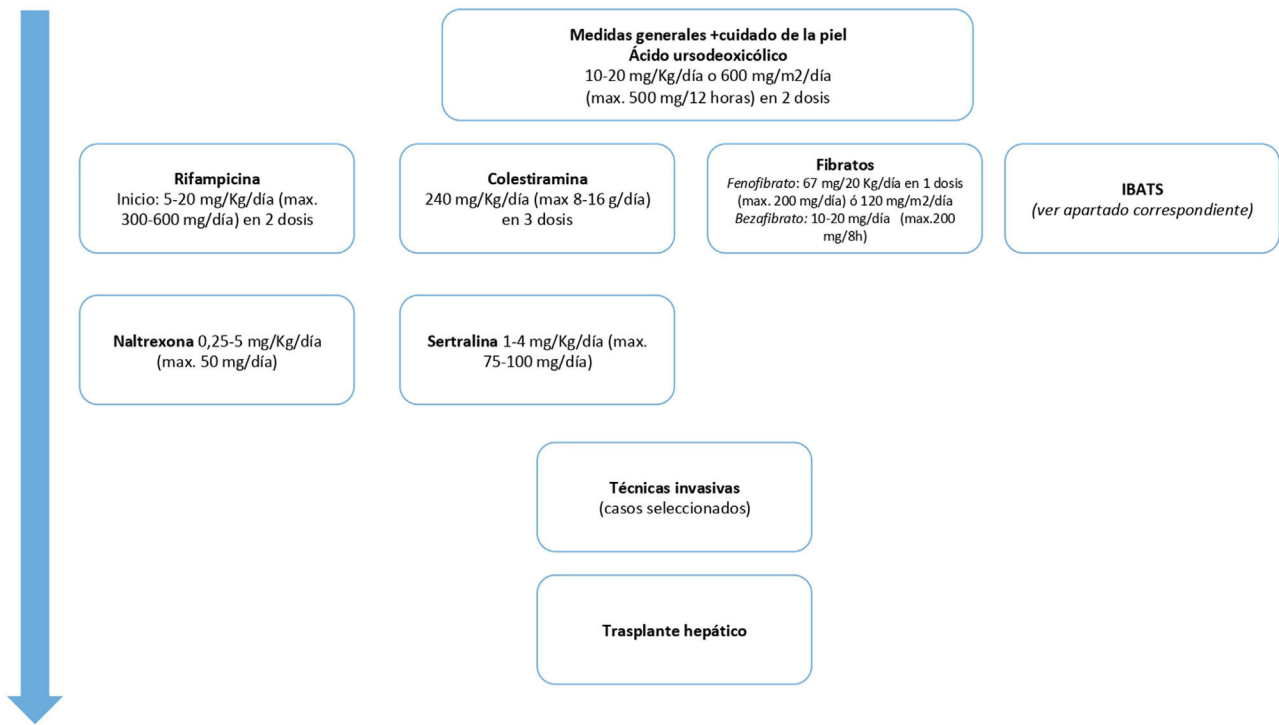 Medidas generales +cuidado de la piel
Ácido ursodeoxicólico
10-20 mg/Kg/día o 600 mg/m2/día
(max. 500 mg/12 horas) en 2 dosis
Rifampicina
Inicio: 5-20 mg/Kg/día (max.
300-600 mg/día) en 2 dosis
Colestiramina
240 mg/Kg/día (max 8-16 g/día)
en 3 dosis
Fibratos
Fenofibrato: 67 mg/20 Kg/día en 1 dosis
(max. 200 mg/día) ó 120 mg/m2/día
Bezafibrato: 10-20 mg/día (max.200
mg/8h)
IBATS
(ver apartado correspondiente)
Naltrexona 0,25-5 mg/Kg/día
(max. 50 mg/día)
Sertralina 1-4 mg/Kg/día (max.
75-100 mg/día)
Técnicas invasivas
(casos seleccionados)
Trasplante hepático